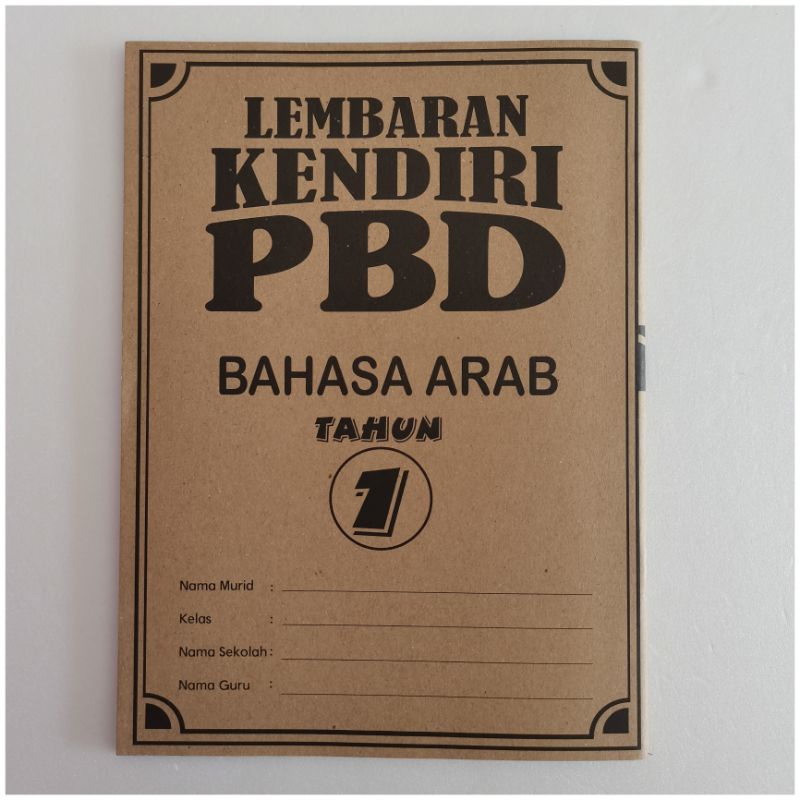 LEMBARAN
KENDIRI
PBD
BAHASA ARAB
TAHUN
1
Nama Murid :
Kelas :
Nama Sekolah :
Nama Guru :